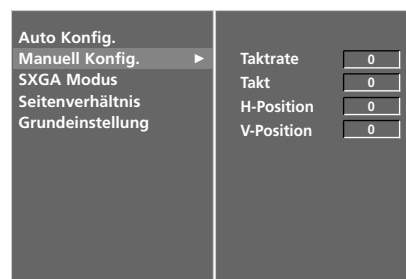 Auto Konfig.
Manuell Konfig. ►
SXGA Modus
Seitenverhältnis
Grundeinstellung
Taktrate 0
Takt 0
H-Position 0
V-Position 0